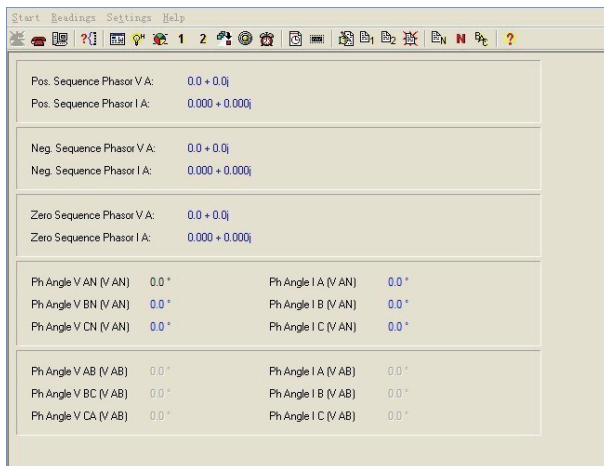 Start Readings Settings Help
?{} 1 2 1 2 N N ?
Pos. Sequence Phasor V A: 0.0 + 0.0j
Pos. Sequence Phasor I A: 0.000 + 0.000j
Neg. Sequence Phasor V A: 0.0 + 0.0j
Neg. Sequence Phasor I A: 0.000 + 0.000j
Zero Sequence Phasor V A: 0.0 + 0.0j
Zero Sequence Phasor I A: 0.000 + 0.000j
Ph Angle V AN (V AN) 0.0 ° Ph Angle I A (V AN) 0.0 °
Ph Angle V BN (V AN) 0.0 ° Ph Angle I B (V AN) 0.0 °
Ph Angle V CN (V AN) 0.0 ° Ph Angle I C (V AN) 0.0 °
Ph Angle V AB (V AB) 0.0 ° Ph Angle I A (V AB) 0.0 °
Ph Angle V BC (V AB) 0.0 ° Ph Angle I B (V AB) 0.0 °
Ph Angle V CA (V AB) 0.0 ° Ph Angle I C (V AB) 0.0 °